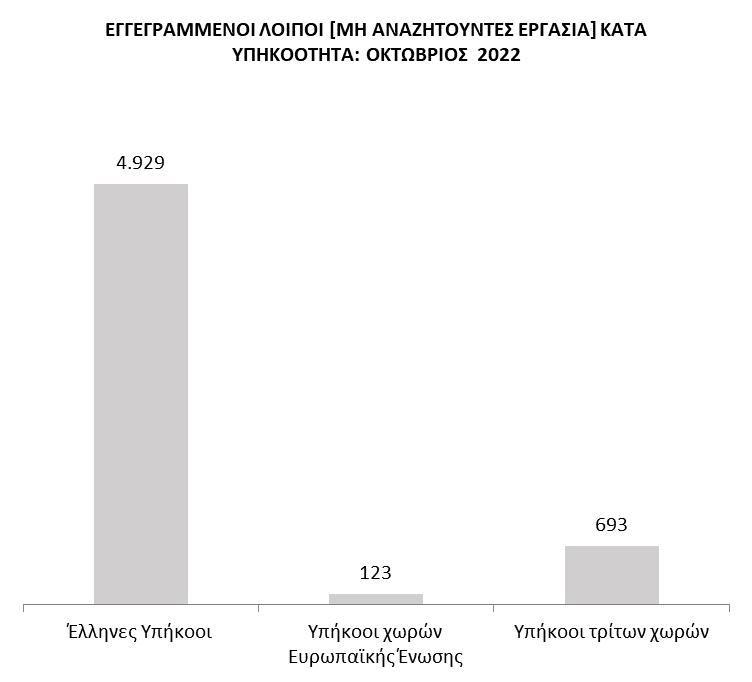 ΕΓΓΕΓΡΑΜΜΕΝΟΙ ΛΟΙΠΟΙ [ΜΗ ΑΝΑΖΗΤΟΥΝΤΕΣ ΕΡΓΑΣΙΑ] ΚΑΤΑ
ΥΠΗΚΟΟΤΗΤΑ: ΟΚΤΩΒΡΙΟΣ 2022
4.929
123
693
Έλληνες Υπήκοοι
Υπήκοοι χωρών
Ευρωπαϊκής Ένωσης
Υπήκοοι τρίτων χωρών